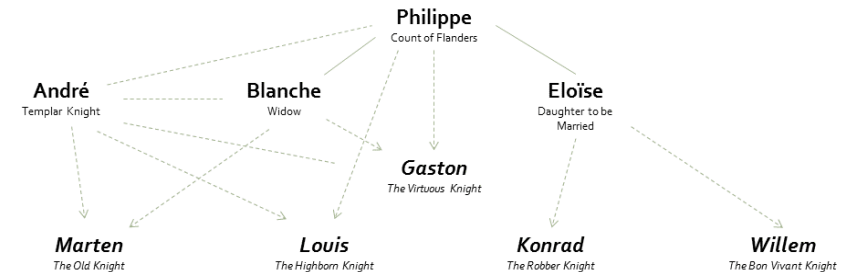 Philippe
Count of Flanders
André
Templar Knight
Blanche
Widow
Eloïse
Daughter to be
Married
Gaston
The Virtuous Knight
Marten
The Old Knight
Louis
The Highborn Knight
Konrad
The Robber Knight
Willem
The Bon Vivant Knight